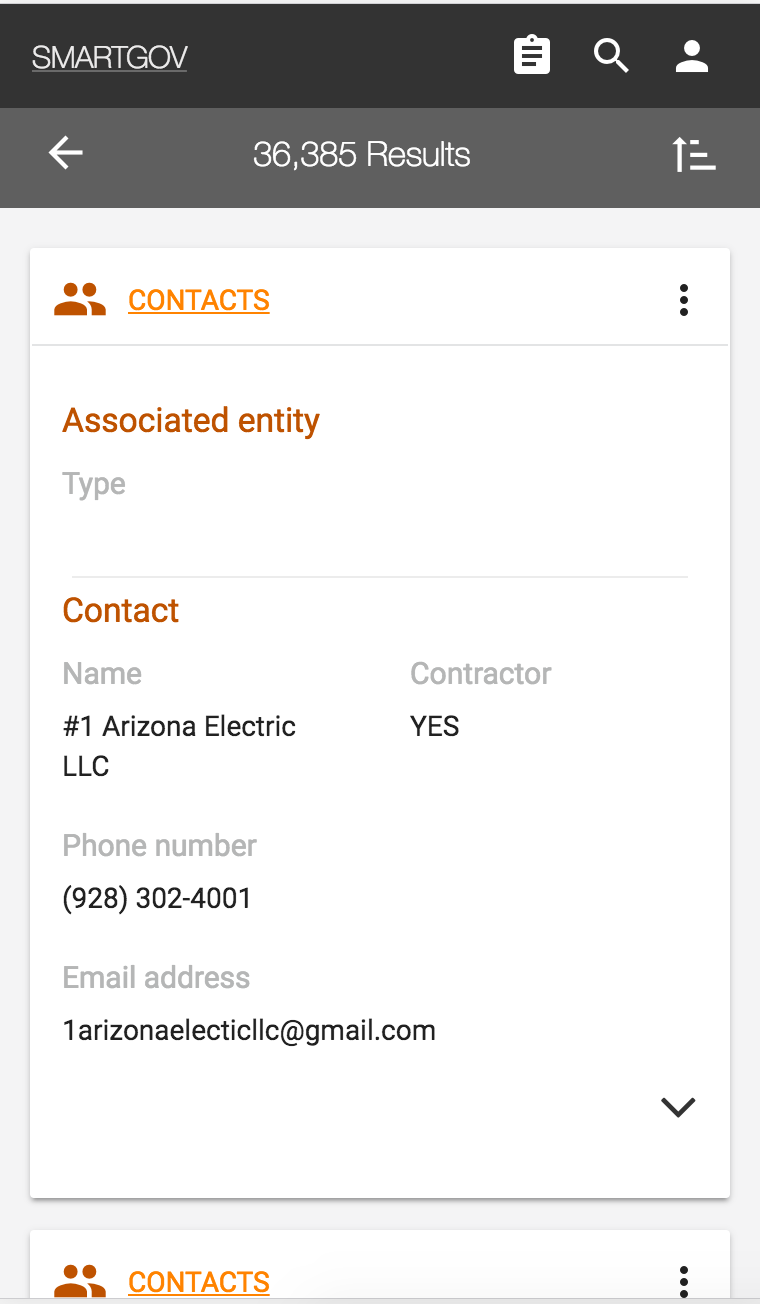 SMARTGOV
36,385 Results
CONTACTS
Associated entity
Type
Contact
Name Contractor
#1 Arizona Electric YES
LLC
Phone number
(928) 302-4001
Email address
1arizonaelecticllc@gmail.com
CONTACTS